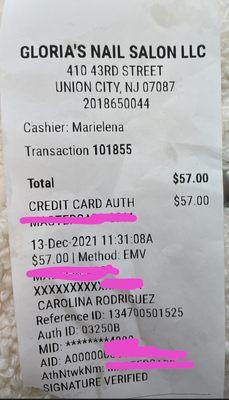 GLORIA'S NAIL SALON LLC
410 43RD STREET
UNION CITY, NJ 07087
2018650044
Cashier: Marielena
Transaction 101855
Total $57.00
CREDIT CARD AUTH $57.00
13-Dec-2021 11:31:08A
$57.00 | Method: EMV
XXXXXXXXXXX
CAROLINA RODRIGUEZ
Reference ID: 134700501525
Auth ID: 03250B
MID: ********
AID: A0000000
AthNtwkNm:
SIGNATURE VERIFIED